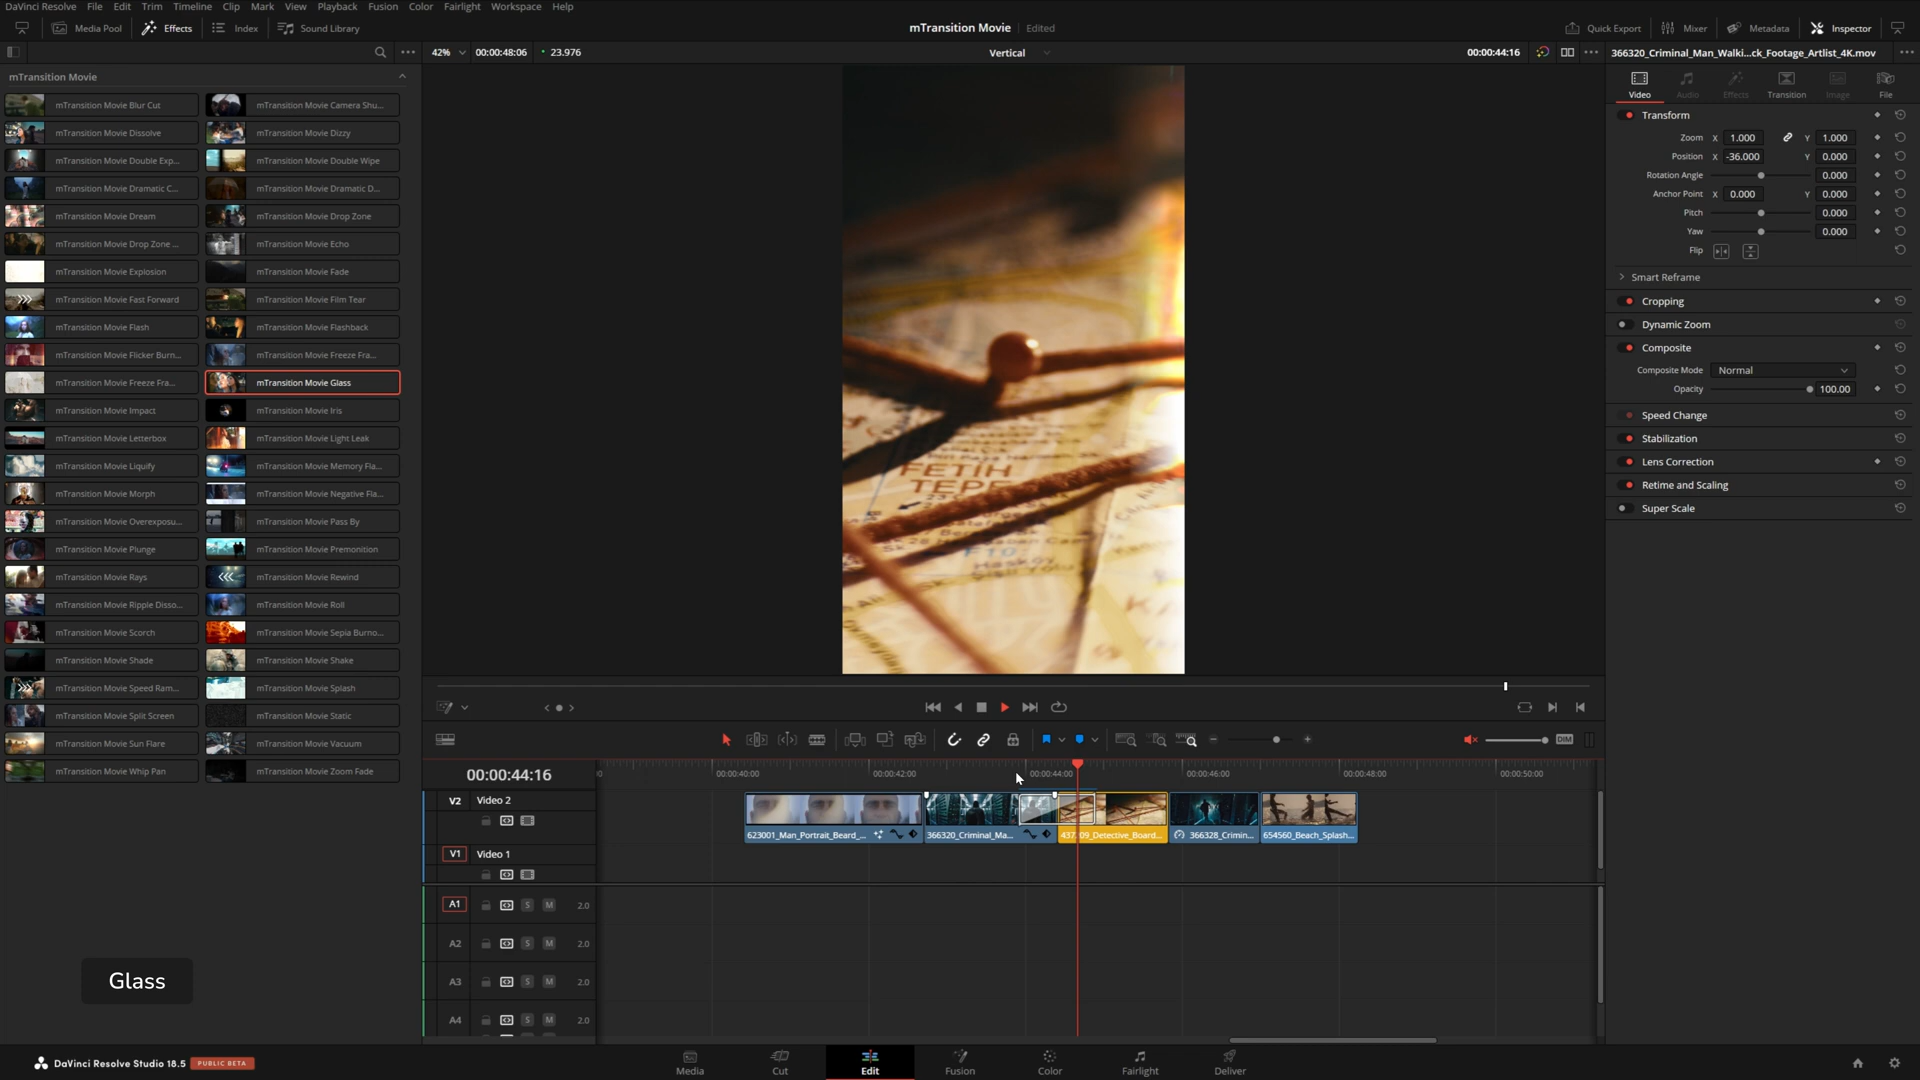 DaVinci Resolve File Edit Trim Timeline Clip Mark View Playback Fusion Color Fairlight Workspace Help
Media Pool Effects Index Sound Library
mTransition Movie Edited
Quick Export Mixer Metadata Inspector
42% 00:00:48:06 23.976 Vertical 00:00:44:16
366320_Criminal_Man_Walki...ck_Footage_Artlist_4K.mov
mTransition Movie
mTransition Movie Blur Cut mTransition Movie Camera Shu...
mTransition Movie Dissolve mTransition Movie Dizzy
mTransition Movie Double Exp... mTransition Movie Double Wipe
mTransition Movie Dramatic C... mTransition Movie Dramatic D...
mTransition Movie Dream mTransition Movie Drop Zone
mTransition Movie Drop Zone ... mTransition Movie Echo
mTransition Movie Explosion mTransition Movie Fade
mTransition Movie Fast Forward mTransition Movie Film Tear
mTransition Movie Flash mTransition Movie Flashback
mTransition Movie Flicker Burn... mTransition Movie Freeze Fra...
mTransition Movie Freeze Fra... mTransition Movie Glass
mTransition Movie Impact mTransition Movie Iris
mTransition Movie Letterbox mTransition Movie Light Leak
mTransition Movie Liquify mTransition Movie Memory Fla...
mTransition Movie Morph mTransition Movie Negative Fla...
mTransition Movie Overexposu... mTransition Movie Pass By
mTransition Movie Plunge mTransition Movie Premonition
mTransition Movie Rays mTransition Movie Rewind
mTransition Movie Ripple Disso... mTransition Movie Roll
mTransition Movie Scorch mTransition Movie Sepia Burno...
mTransition Movie Shade mTransition Movie Shake
mTransition Movie Speed Ram... mTransition Movie Splash
mTransition Movie Split Screen mTransition Movie Static
mTransition Movie Sun Flare mTransition Movie Vacuum
mTransition Movie Whip Pan mTransition Movie Zoom Fade
Glass
FETIH
TEPE
F10
Video Audio Effects Transition Image File
Transform
Zoom X 1.000 Y 1.000
Position X -36.000 Y 0.000
Rotation Angle 0.000
Anchor Point X 0.000 Y 0.000
Pitch 0.000
Yaw 0.000
Flip
Smart Reframe
Cropping
Dynamic Zoom
Composite
Composite Mode Normal
Opacity 100.00
Speed Change
Stabilization
Lens Correction
Retime and Scaling
Super Scale
DIM
00:00:44:16
00:00:40:00 00:00:42:00 00:00:44:00 00:00:46:00 00:00:48:00 00:00:50:00
V2 Video 2
623001_Man_Portrait_Beard_... 366320_Criminal_Ma... 437 09_Detective_Board... 366328_Crimin... 654560_Beach_Splash...
V1 Video 1
A1 S M 2.0
A2 S M 2.0
A3 S M 2.0
A4 S M 2.0
DaVinci Resolve Studio 18.5 PUBLIC BETA
Media Cut Edit Fusion Color Fairlight Deliver